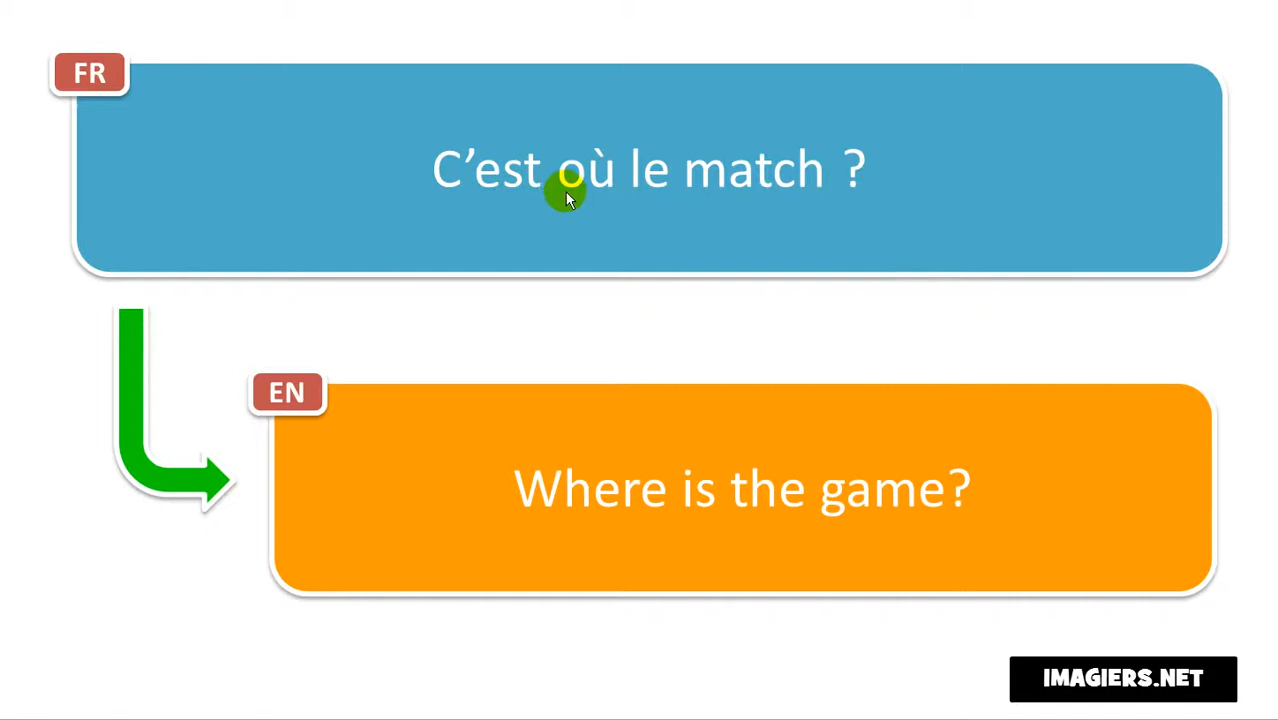 FR
C’est où le match ?
EN
Where is the game?
IMAGIERS.NET